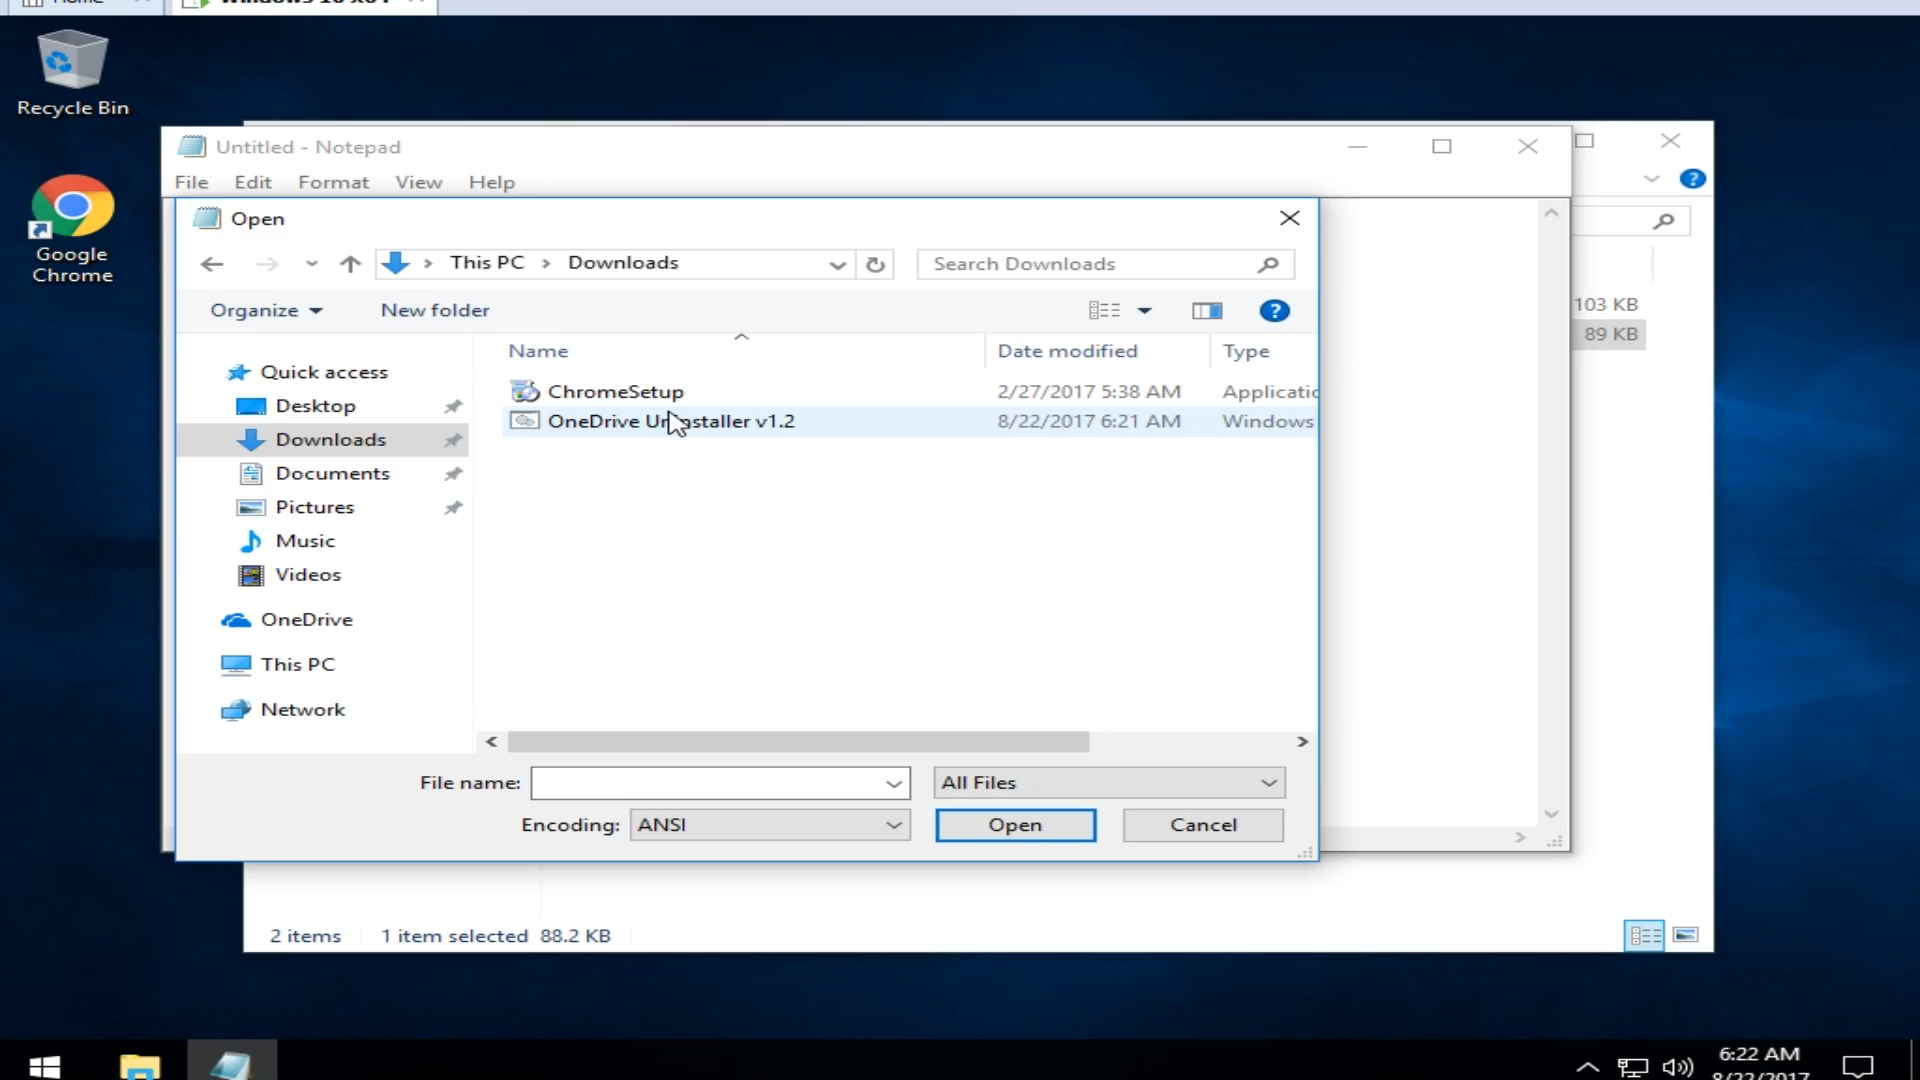 Home
Windows 10 x64
Recycle Bin
Google
Chrome
Untitled - Notepad
File Edit Format View Help
Open
This PC > Downloads
Search Downloads
Organize
New folder
Name
Date modified
Type
ChromeSetup
2/27/2017 5:38 AM
Applicatic
OneDrive Uninstaller v1.2
8/22/2017 6:21 AM
Windows
103 KB
89 KB
Quick access
Desktop
Downloads
Documents
Pictures
Music
Videos
OneDrive
This PC
Network
File name:
All Files
Encoding:
ANSI
Open
Cancel
2 items
1 item selected 88.2 KB
6:22 AM
8/22/2017